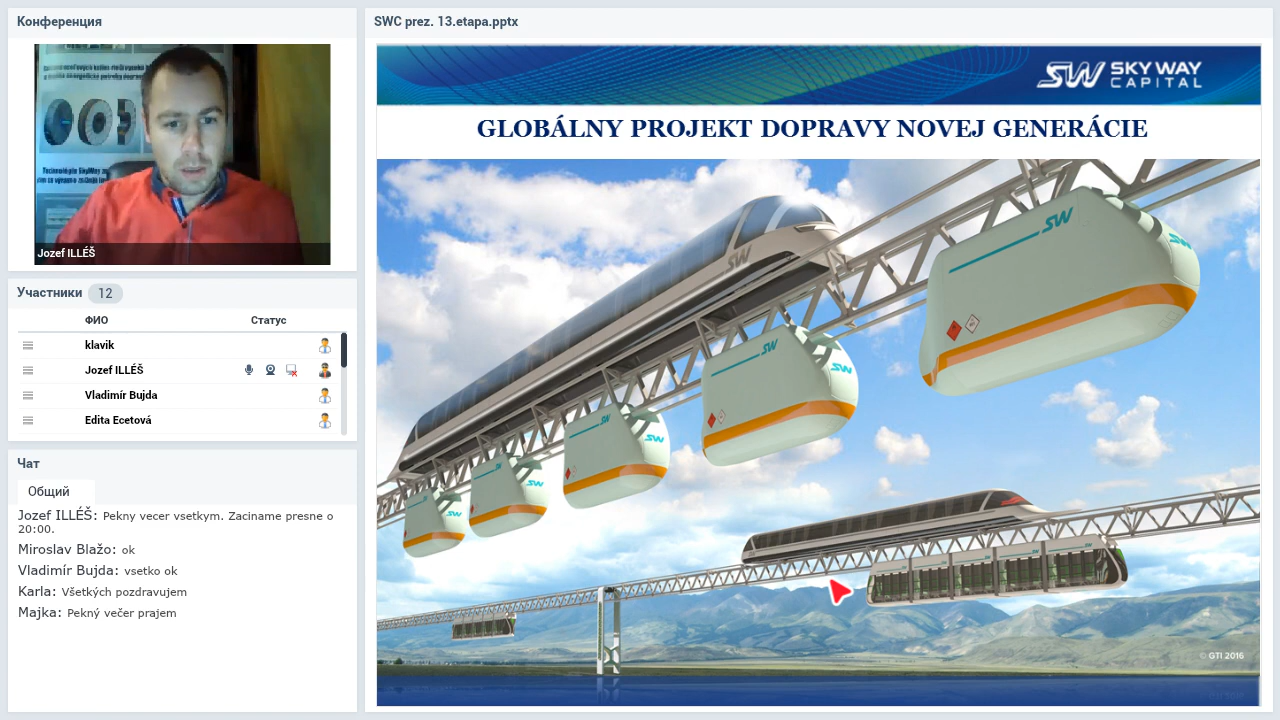 Конференция
Jozef ILLÉŠ
Участники 12
ФИО Статус
klavik
Jozef ILLÉŠ
Vladimír Bujda
Edita Ecetová
Чат
Общий
Jozef ILLÉŠ: Pekny vecer vsetkym. Zaciname presne o
20:00.
Miroslav Blažo: ok
Vladimír Bujda: vsetko ok
Karla: Všetkých pozdravujem
Majka: Pekný večer prajem
SWC prez. 13.etapa.pptx
SW SKY WAY
CAPITAL
GLOBÁLNY PROJEKT DOPRAVY NOVEJ GENERÁCIE
SW
SW
SW
SW
SW
SW
SW
© GTI 2016